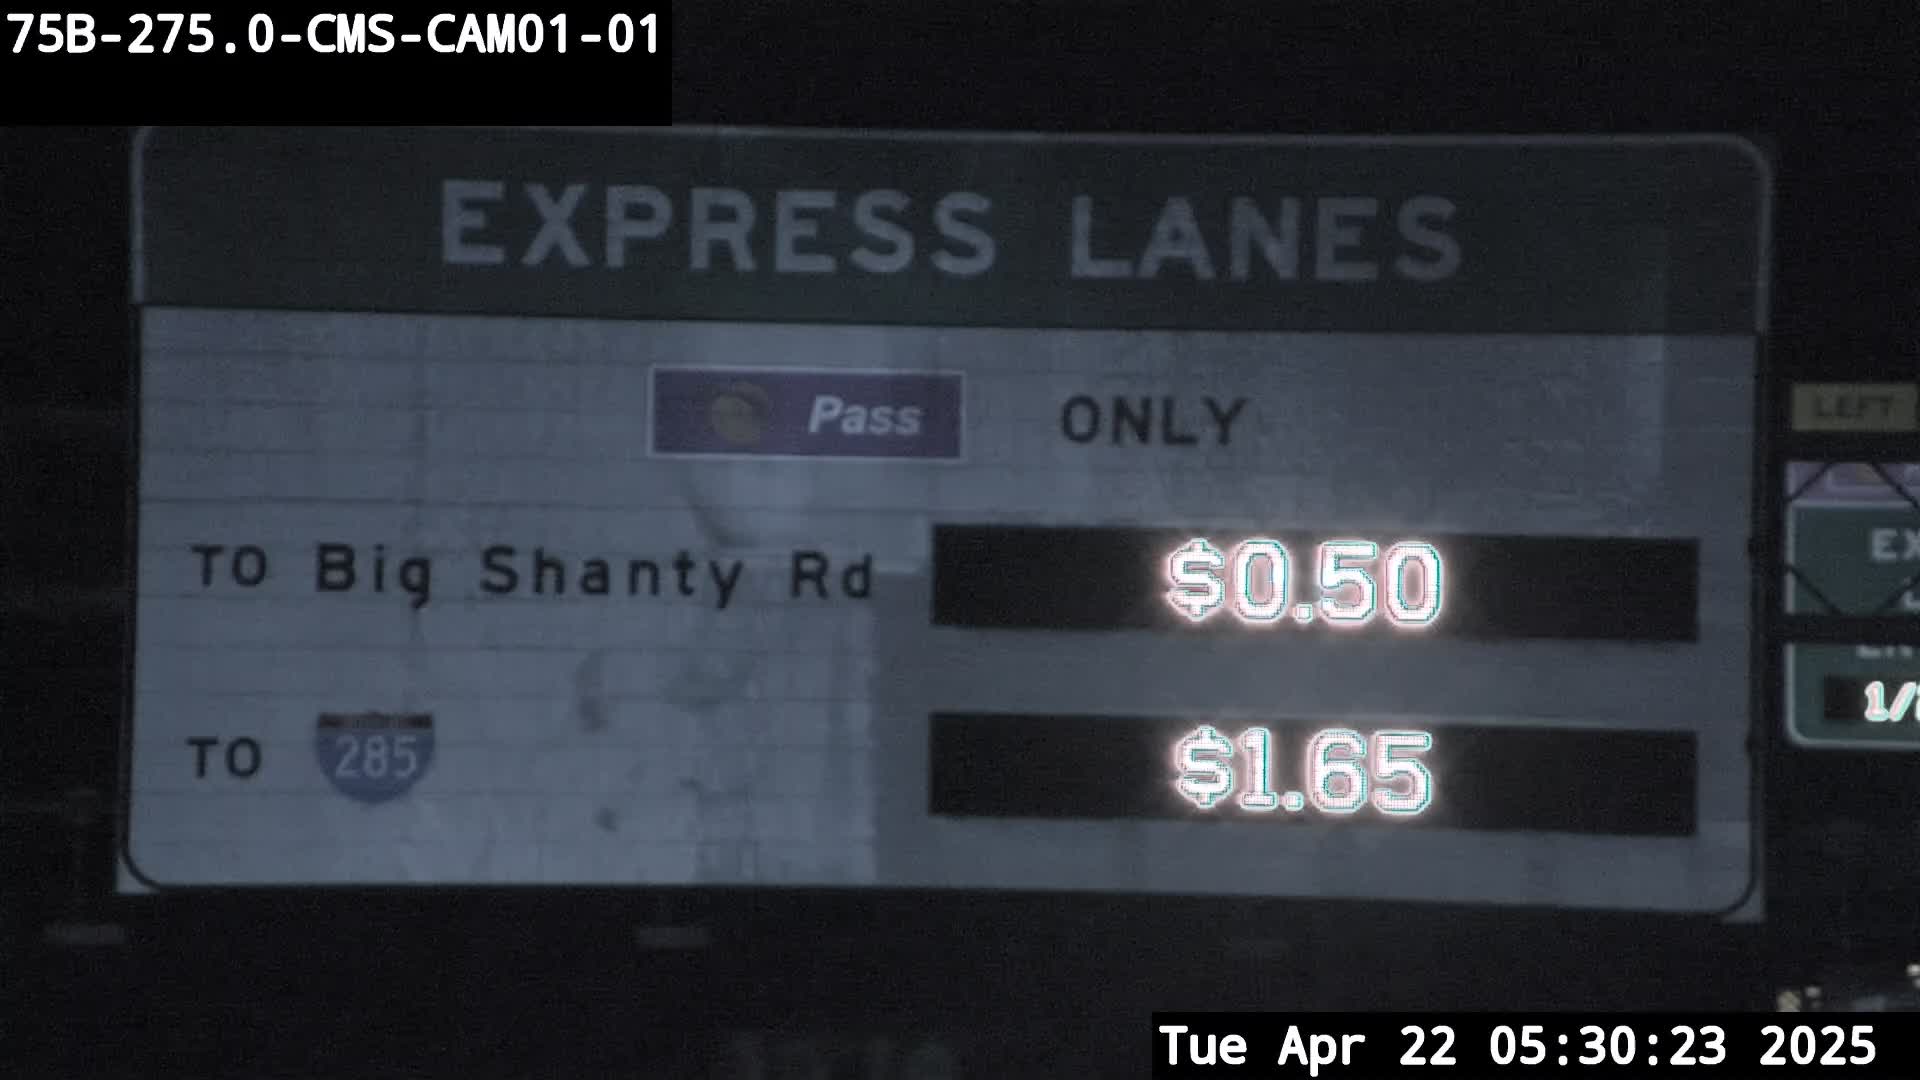 75B-275.0-CMS-CAM01-01
EXPRESS LANES
Pass ONLY
TO Big Shanty Rd $0.50
TO 285 $1.65
LEFT
Tue Apr 22 05:30:23 2025